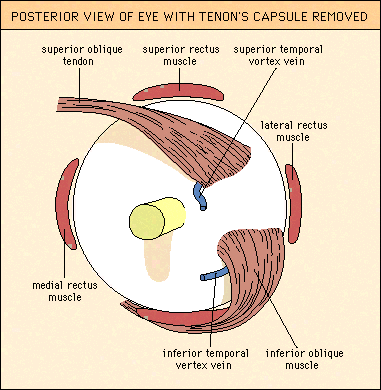 POSTERIOR VIEW OF EYE WITH TENON'S CAPSULE REMOVED
superior oblique
tendon
superior rectus
muscle
superior temporal
vortex vein
lateral rectus
muscle
medial rectus
muscle
inferior temporal
vertex vein
inferior oblique
muscle